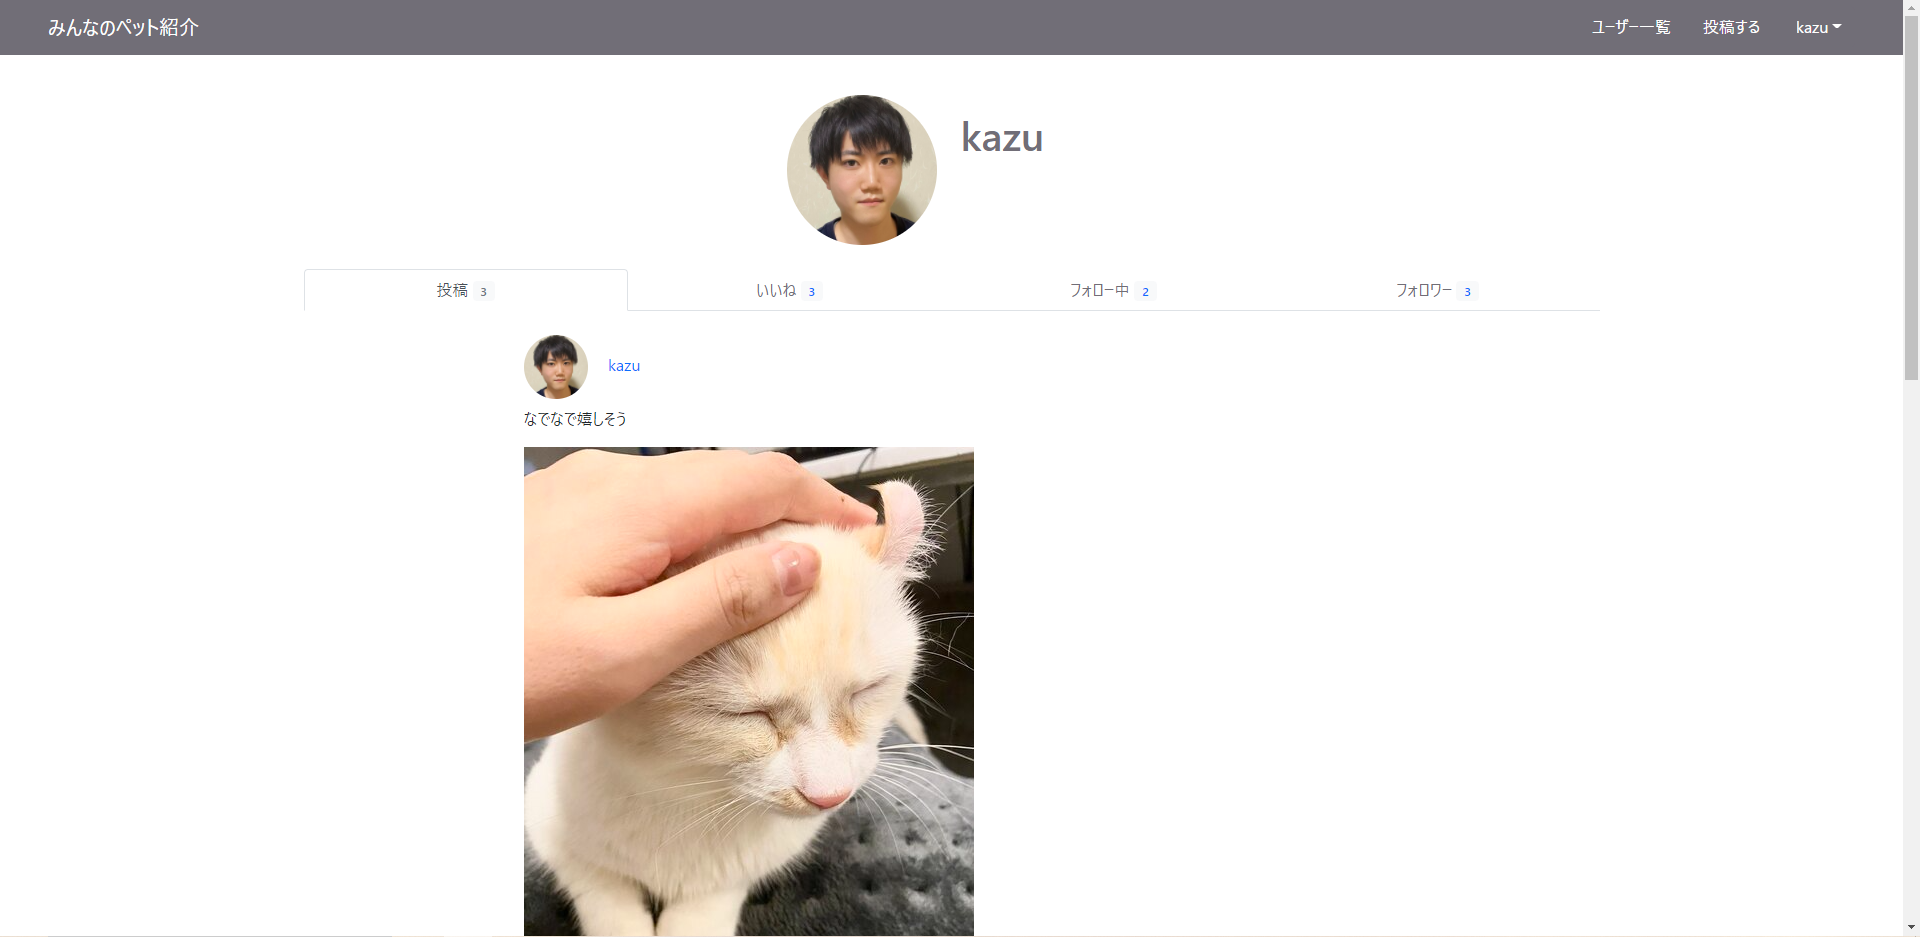 みんなのペット紹介
ユーザー一覧 投稿する kazu
kazu
投稿 3 いいね 3 フォロー中 2 フォロワー 3
kazu
なでなで嬉しそう